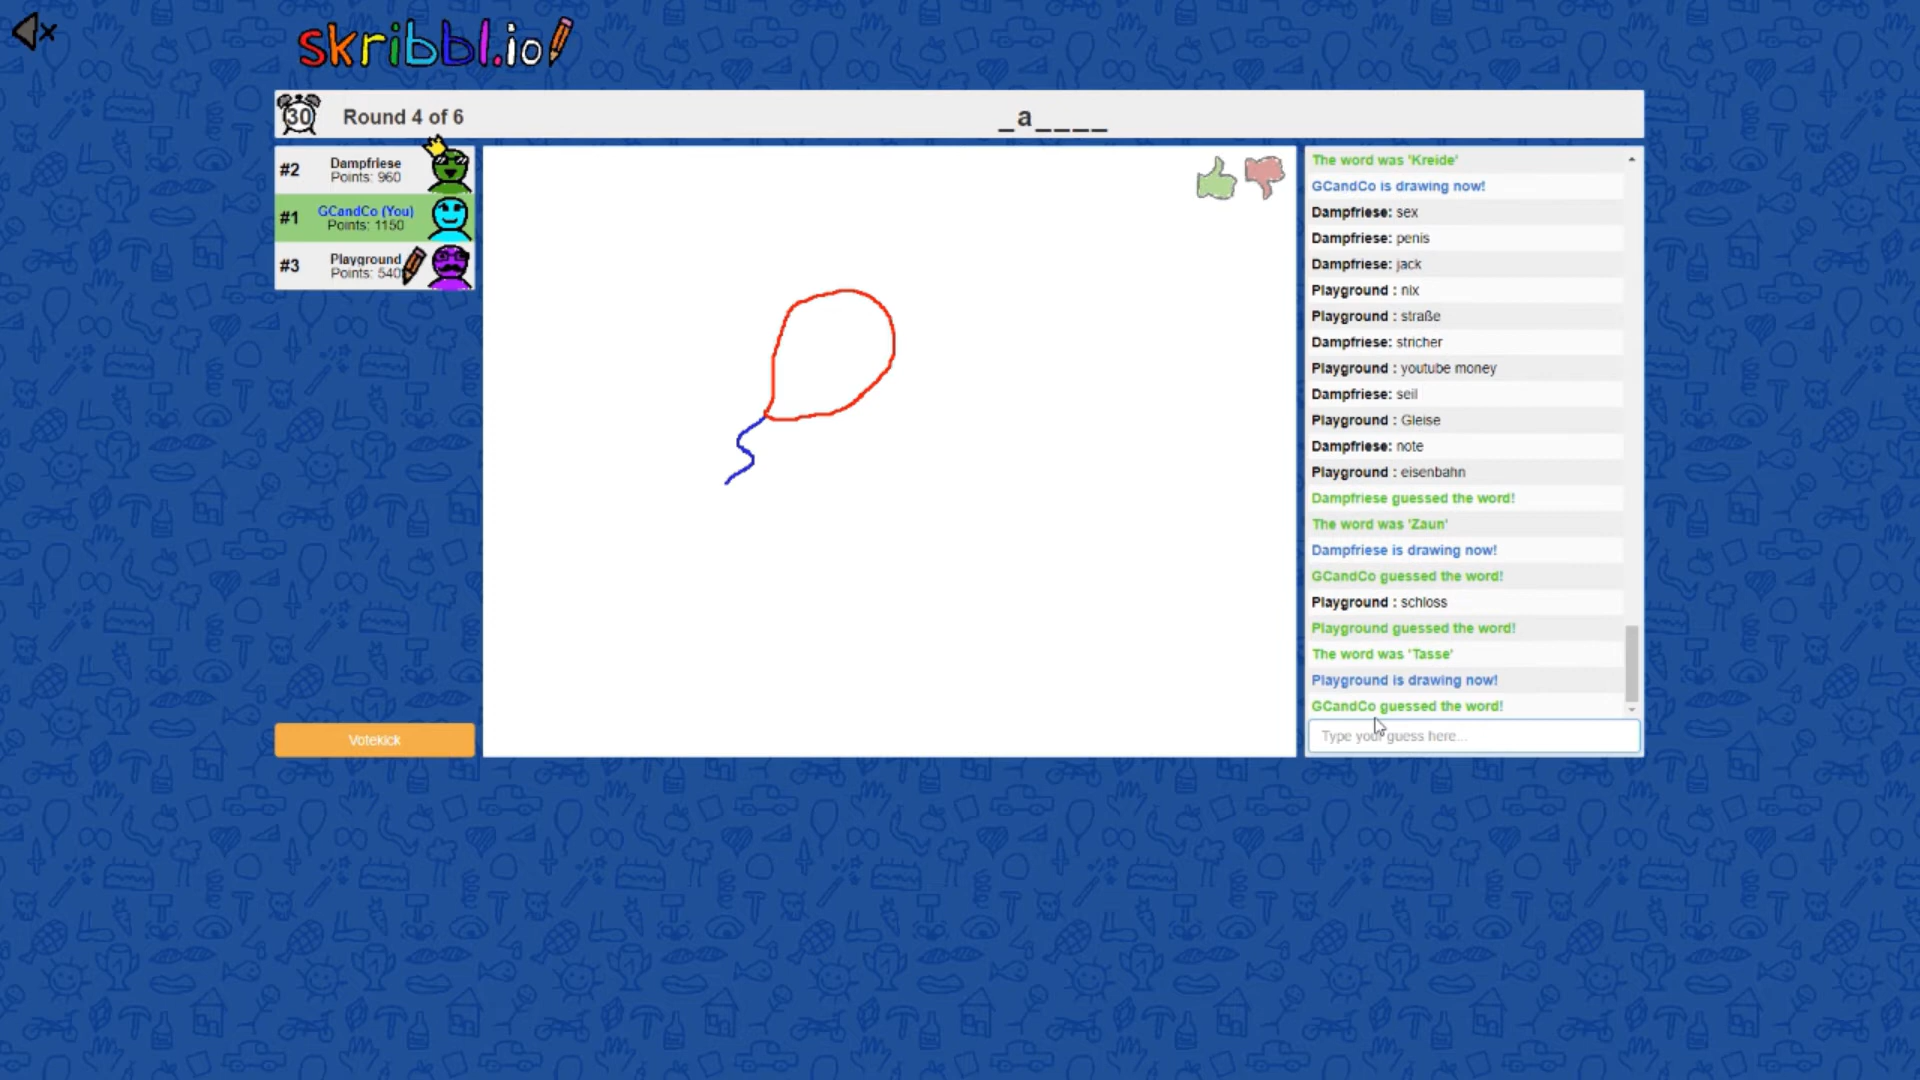 skribbl.io
30
Round 4 of 6
_a____
#2
Dampfriese
Points: 960
#1
GCandCo (You)
Points: 1150
#3
Playground
Points: 540
Votekick
The word was 'Kreide'
GCandCo is drawing now!
Dampfriese: sex
Dampfriese: penis
Dampfriese: jack
Playground : nix
Playground : straße
Dampfriese: stricher
Playground : youtube money
Dampfriese: seil
Playground : Gleise
Dampfriese: note
Playground : eisenbahn
Dampfriese guessed the word!
The word was 'Zaun'
Dampfriese is drawing now!
GCandCo guessed the word!
Playground : schloss
Playground guessed the word!
The word was 'Tasse'
Playground is drawing now!
GCandCo guessed the word!
Type your guess here...